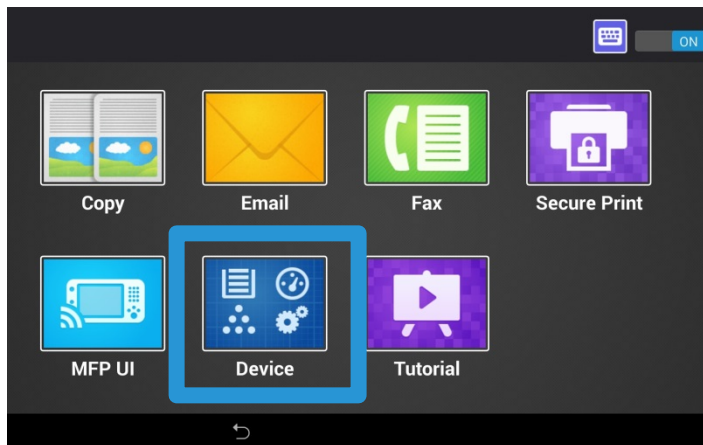 ON
Copy
Email
Fax
Secure Print
MFP UI
Device
Tutorial